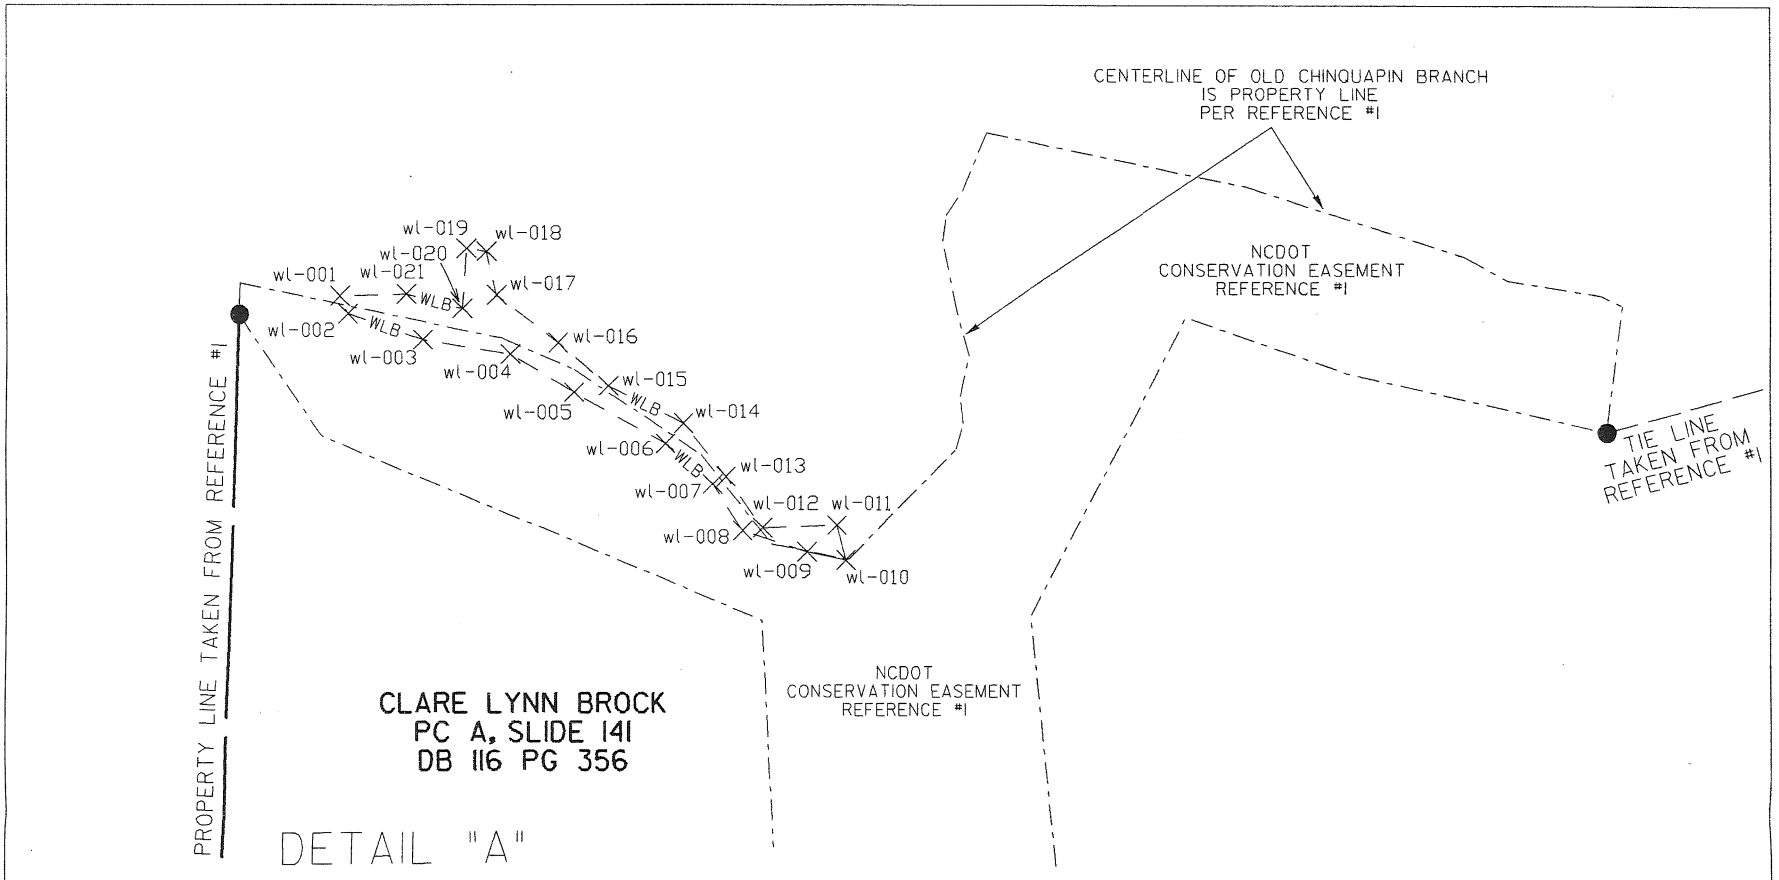 CENTERLINE OF OLD CHINQUAPIN BRANCH
IS PROPERTY LINE
PER REFERENCE #1
NCDOT
CONSERVATION EASEMENT
REFERENCE #1
wl-019
wl-018
wl-020
wl-001
wl-021
WLB
wl-017
wl-002
WLB
wl-003
wl-016
wl-004
wl-015
wl-005
WLB
wl-014
wl-006
WLB
wl-013
wl-007
wl-012
wl-011
wl-008
wl-009
wl-010
TIE LINE
TAKEN FROM
REFERENCE #1
PROPERTY LINE TAKEN FROM REFERENCE #1
NCDOT
CONSERVATION EASEMENT
REFERENCE #1
CLARE LYNN BROCK
PC A, SLIDE 141
DB 116 PG 356
DETAIL "A"